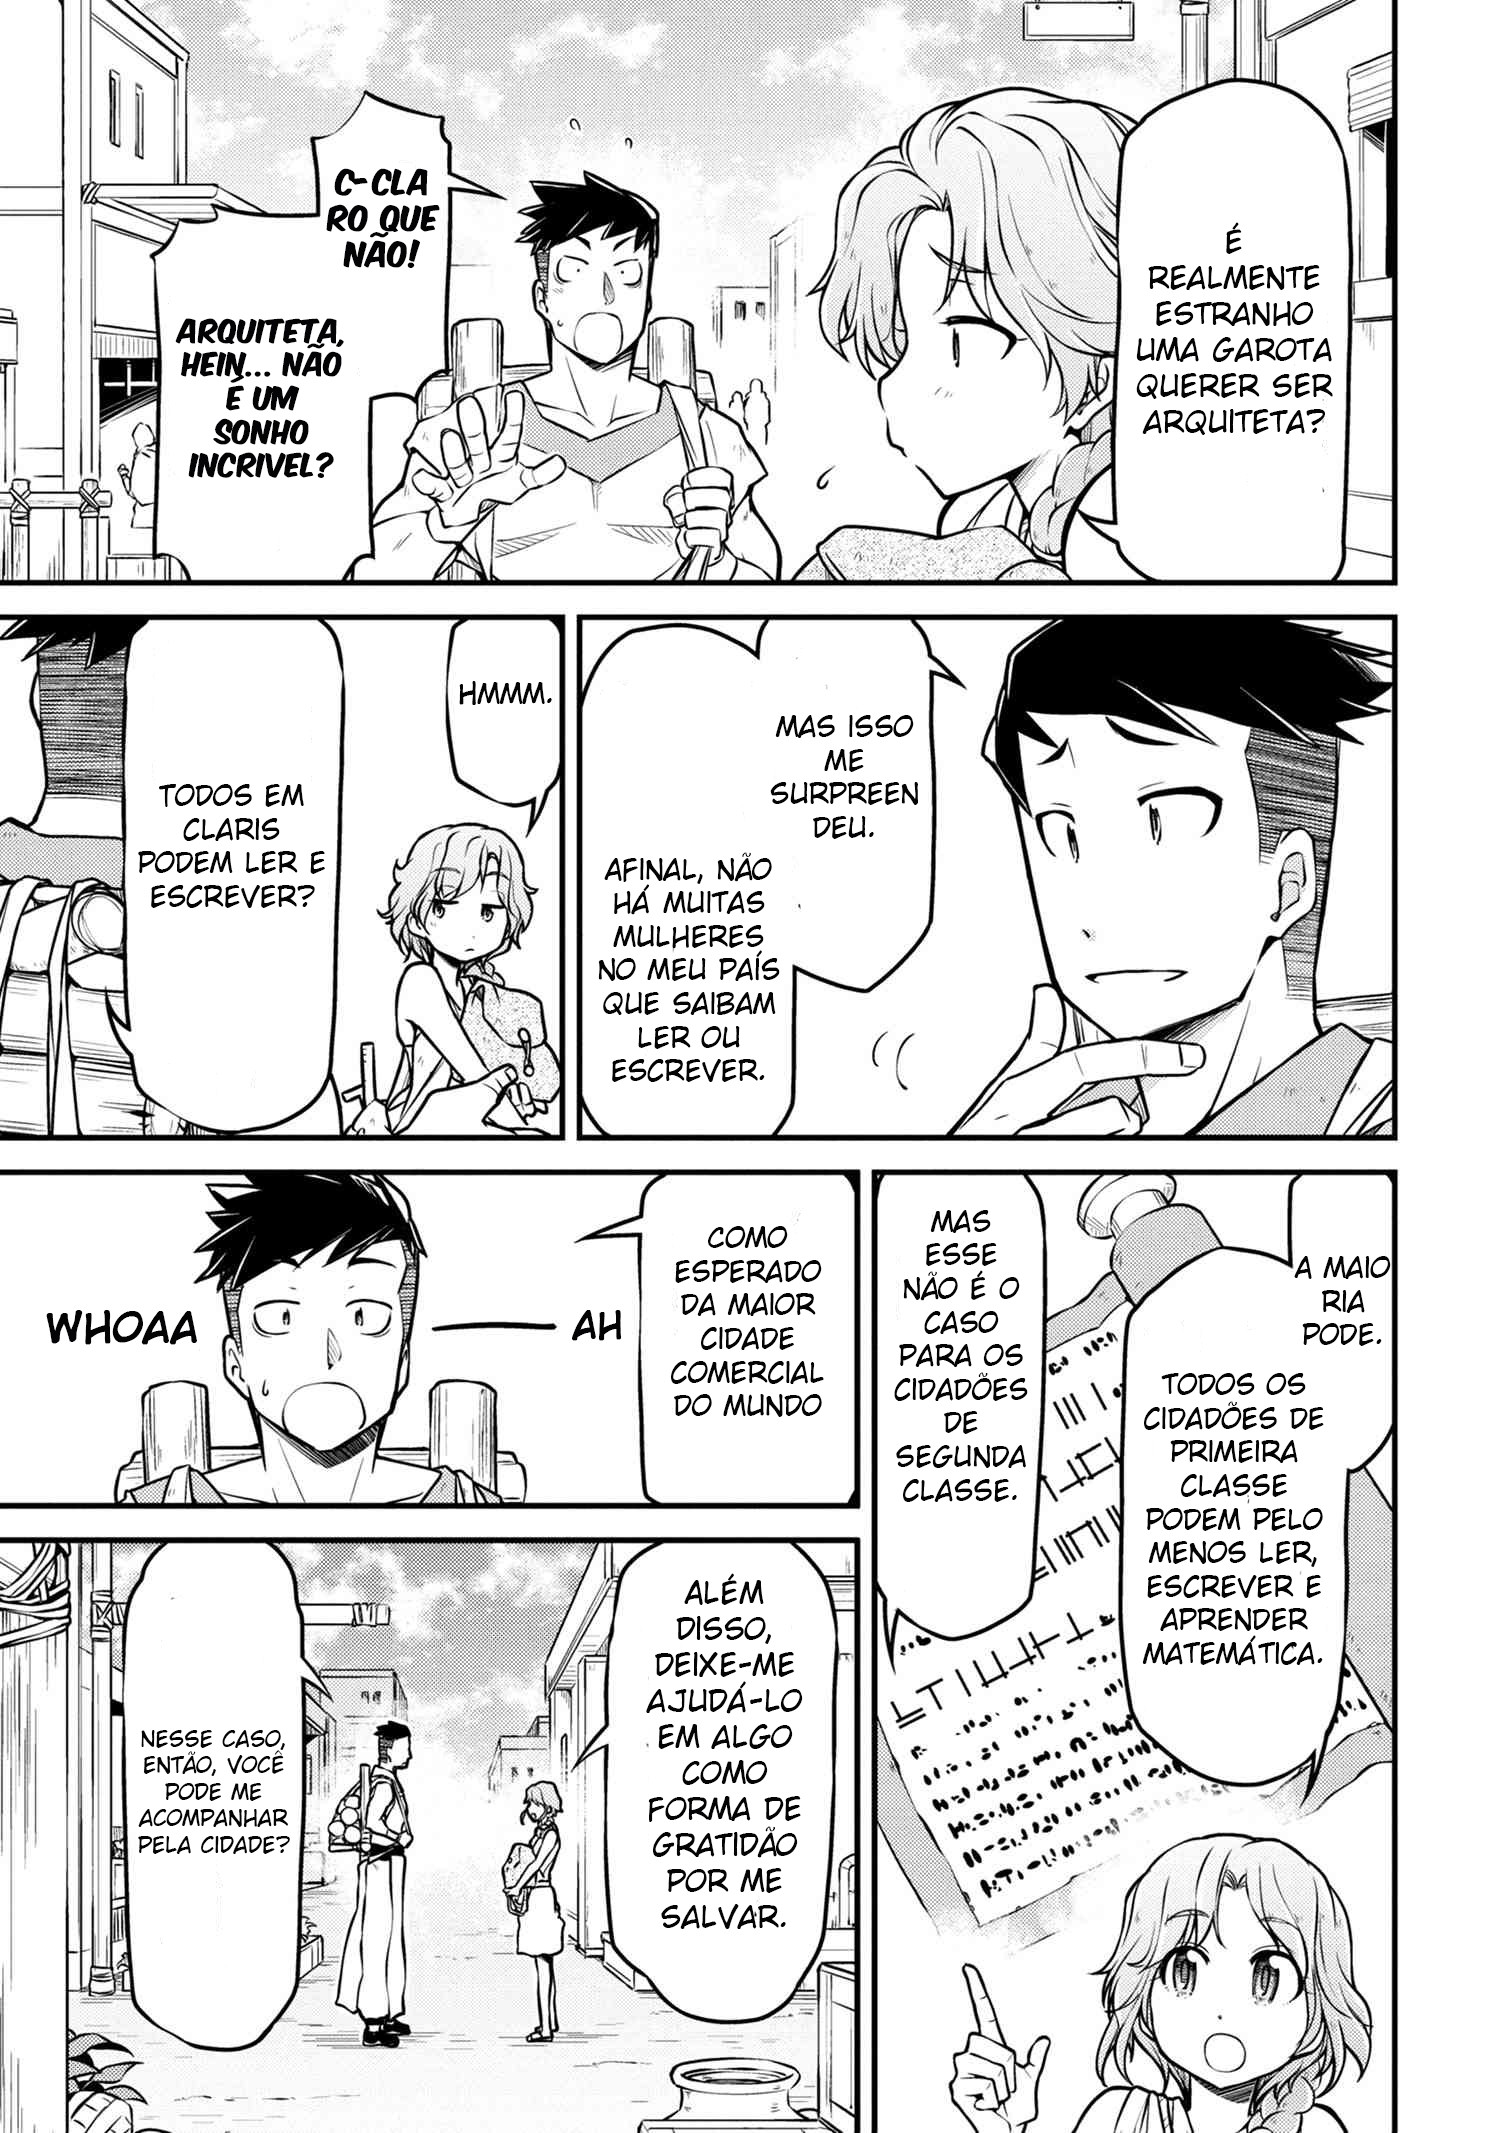 É
REALMENTE
ESTRANHO
UMA GAROTA
QUERER SER
ARQUITETA?
C-CLA
RO QUE
NÃO!
ARQUITETA,
HEIN... NÃO
É UM
SONHO
INCRIVEL?
MAS ISSO
ME
SURPREEN
DEU.
AFINAL, NÃO
HÁ MUITAS
MULHERES
NO MEU PAÍS
QUE SAIBAM
LER OU
ESCREVER.
HMMM.
TODOS EM
CLARIS
PODEM LER E
ESCREVER?
A MAIO
RIA
PODE.
TODOS OS
CIDADÕES DE
PRIMEIRA
CLASSE
PODEM PELO
MENOS LER,
ESCREVER E
APRENDER
MATEMÁTICA.
MAS
ESSE
NÃO É O
CASO
PARA OS
CIDADÕES
DE
SEGUNDA
CLASSE.
COMO
ESPERADO
DA MAIOR
CIDADE
COMERCIAL
DO MUNDO
WHOAA — AH
ALÉM
DISSO,
DEIXE-ME
AJUDÁ-LO
EM ALGO
COMO
FORMA DE
GRATIDÃO
POR ME
SALVAR.
NESSE CASO,
ENTÃO, VOCÊ
PODE ME
ACOMPANHAR
PELA CIDADE?